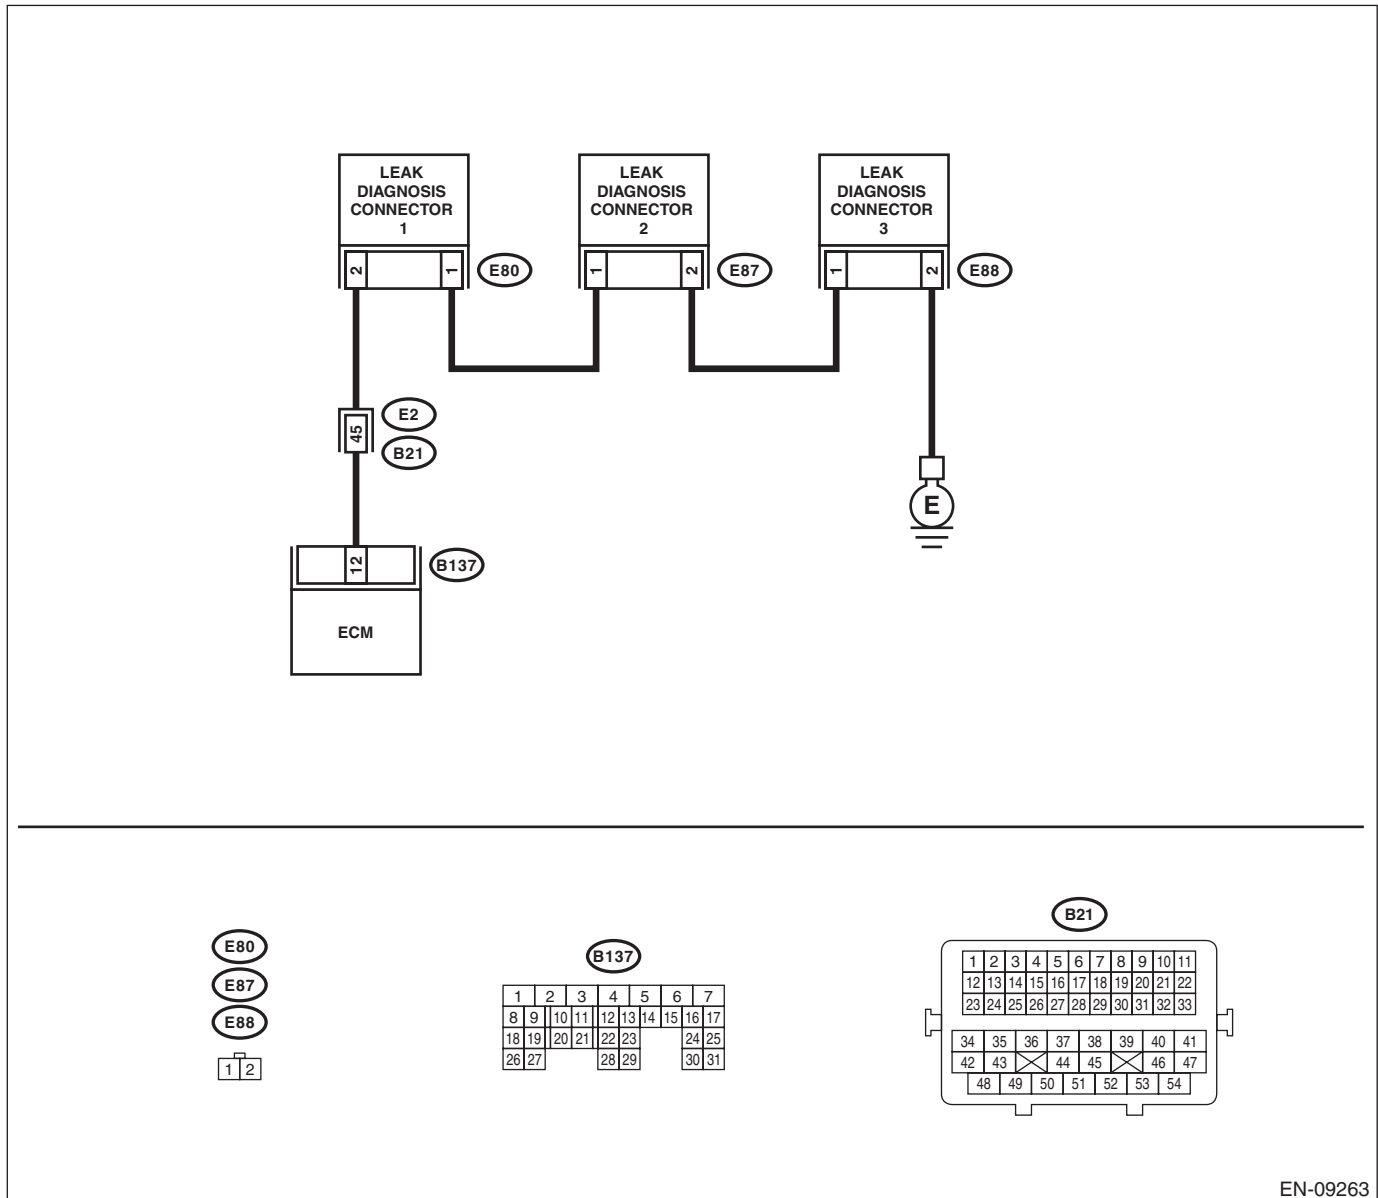 LEAK
DIAGNOSIS
CONNECTOR
1
LEAK
DIAGNOSIS
CONNECTOR
2
LEAK
DIAGNOSIS
CONNECTOR
3
2 1 E80
1 2 E87
1 2 E88
45
E2
B21
E
12
B137
ECM
E80
E87
E88
1 2
B137
1 2 3 4 5 6 7
8 9 10 11 12 13 14 15 16 17
18 19 20 21 22 23 24 25
26 27 28 29 30 31
B21
1 2 3 4 5 6 7 8 9 10 11
12 13 14 15 16 17 18 19 20 21 22
23 24 25 26 27 28 29 30 31 32 33
34 35 36 37 38 39 40 41
42 43 44 45 46 47
48 49 50 51 52 53 54
EN-09263